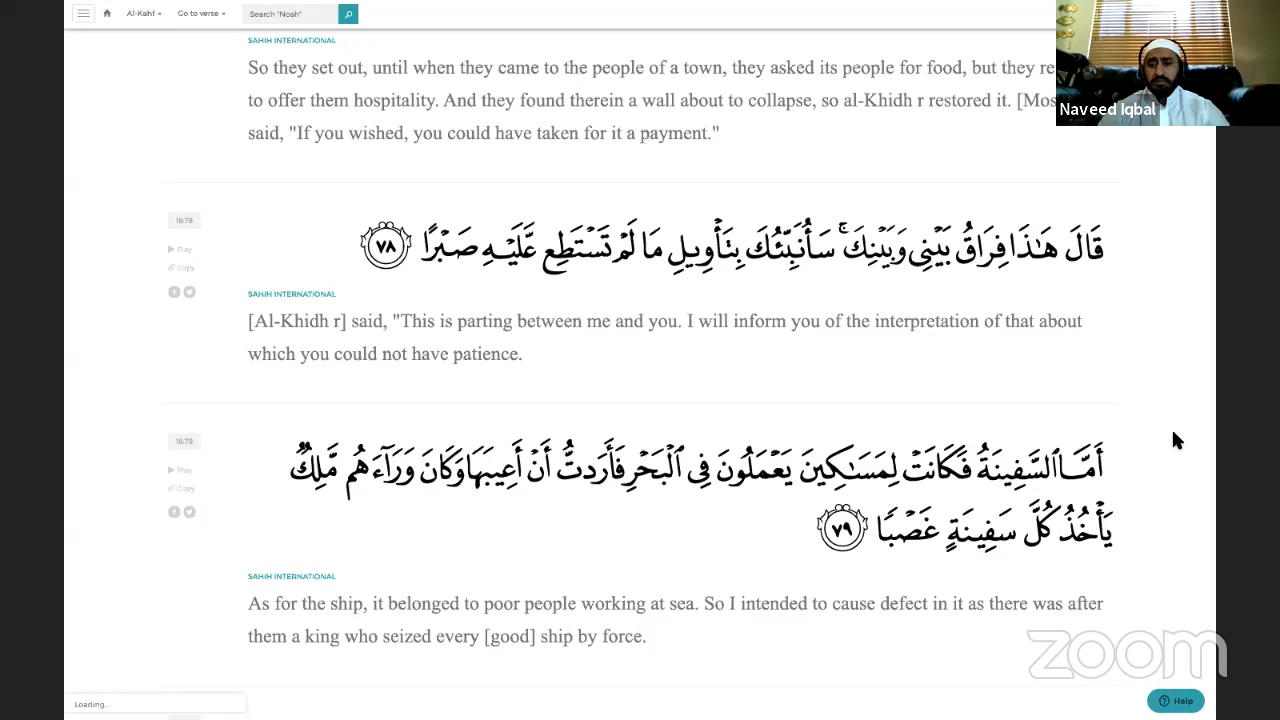 Al-Kahf
Go to verse
Search "Noah"
Naveed Iqbal
SAHIH INTERNATIONAL
So they set out, until when they came to the people of a town, they asked its people for food, but they re
to offer them hospitality. And they found therein a wall about to collapse, so al-Khidh r restored it. [Mos
said, "If you wished, you could have taken for it a payment."
18:78
Play
Copy
قَالَ هَـٰذَا فِرَاقُ بَيْنِى وَبَيْنِكَ ۚ سَأُنَبِّئُكَ بِتَأْوِيلِ مَا لَمْ تَسْتَطِع عَّلَيْهِ صَبْرًا ٧٨
SAHIH INTERNATIONAL
[Al-Khidh r] said, "This is parting between me and you. I will inform you of the interpretation of that about
which you could not have patience.
18:79
Play
Copy
أَمَّا ٱلسَّفِينَةُ فَكَانَتْ لِمَسَـٰكِينَ يَعْمَلُونَ فِى ٱلْبَحْرِ فَأَرَدتُّ أَنْ أَعِيبَهَا وَكَانَ وَرَآءَهُم مَّلِكٌ
يَأْخُذُ كُلَّ سَفِينَةٍ غَصْبًا ٧٩
SAHIH INTERNATIONAL
As for the ship, it belonged to poor people working at sea. So I intended to cause defect in it as there was after
them a king who seized every [good] ship by force.
zoom
Loading...
Help